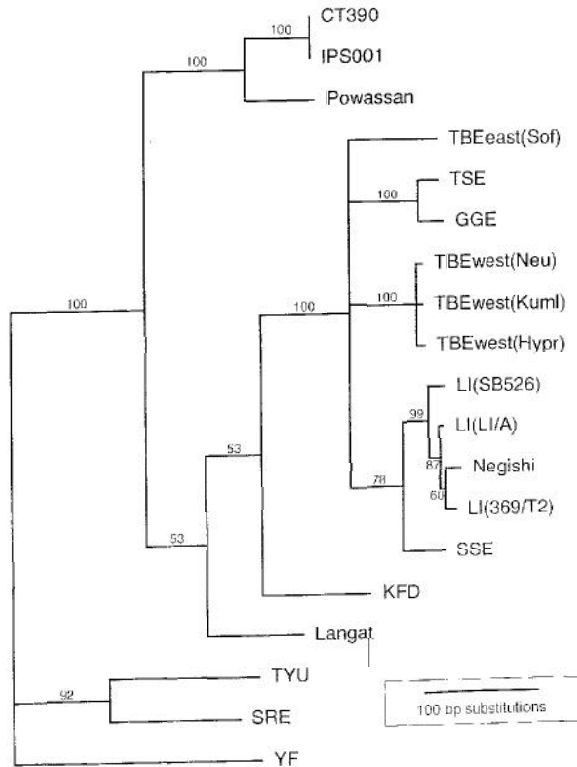 CT390
100
IPS001
100
Powassan
TBEeast(Sof)
TSE
100
GGE
TBEwest(Neu)
100
TBEwest(Kuml)
100
100
TBEwest(Hypr)
LI(SB526)
99
LI(LI/A)
53
87
Negishi
78
60
LI(369/T2)
53
SSE
KFD
Langat
TYU
92
SRE
100 bp substitutions
YF